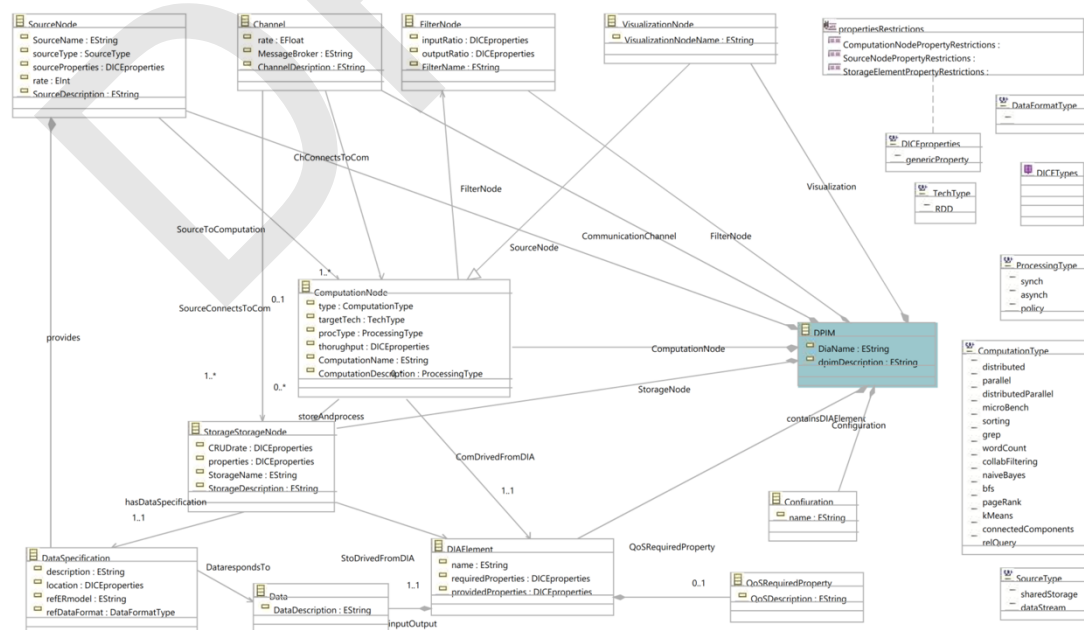 SourceNode
SourceName : EString
sourceType : SourceType
sourceProperties : DICEproperties
rate : EInt
SourceDescription : EString
Channel
rate : EFloat
MessageBroker : EString
ChannelDesription : EString
FilterNode
inputRatio : DICEproperties
outputRatio : DICEproperties
FilterName : EString
VisualizationNode
VisualizationNodeName : EString
propertiesRestrictions
ComputationNodePropertyRestrictions :
SourceNodePropertyRestrictions :
StorageElementPropertyRestrictions :
DataFormatType
DICEproperties
genericProperty
DICETypes
TechType
RDD
ChConnectsToCom
FilterNode
Visualization
SourceToComputation
SourceNode
CommunicationChannel
FilterNode
ProcessingType
synch
asynch
policy
1..*
0..1
SourceConnectsToCom
provides
ComputationNode
type : ComputationType
targetTech : TechType
procType : ProcessingType
thorughput : DICEproperties
ComputationName : EString
ComputationDescription : ProcessingType
0..*
1..*
0..*
ComputationNode
StorageNode
DPIM
DiaName : EString
dpimDescription : EString
ComputationType
distributed
parallel
distributedParallel
microBench
sorting
grep
wordCount
collabFiltering
naiveBayes
bfs
pageRank
kMeans
connectedComponents
relQuery
storeAndprocess
containsDIAElement
Configuration
StorageStorageNode
CRUDrate : DICEproperties
properties : DICEproperties
StorageName : EString
StorageDescription : EString
ComDrivedFromDIA
1..1
hasDataSpecification
1..1
Confiuration
name : EString
DataSpecification
description : EString
location : DICEproperties
refERmodel : EString
refDataFormat : DataFormatType
DatarespondsTo
StoDrivedFromDIA
1..1
DIAElement
name : EString
requiredProperties : DICEproperties
providedProperties : DICEproperties
QoSRequiredProperty
0..1
QoSRequiredProperty
QoSDescription : EString
Data
DataDescription : EString
inputOutput
SourceType
sharedStorage
dataStream